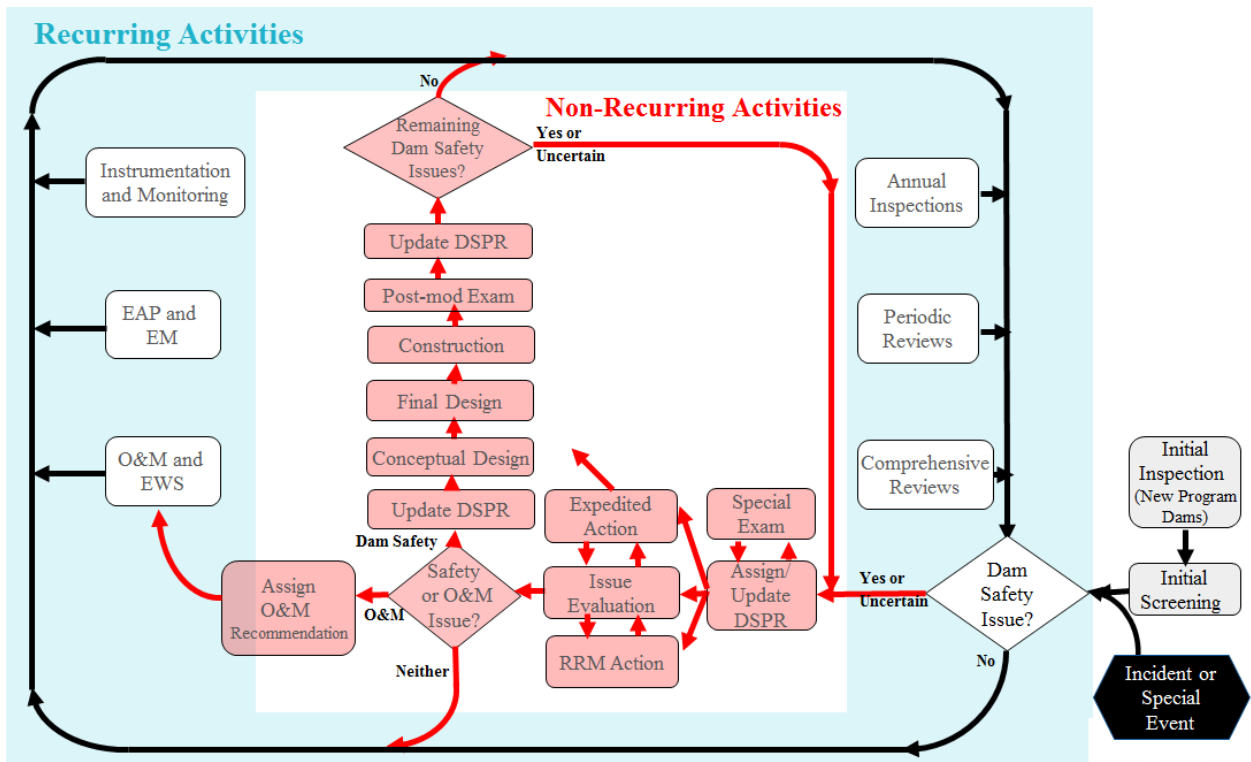 Recurring Activities
No
Non-Recurring Activities
Remaining
Dam Safety
Issues?
Yes or
Uncertain
Instrumentation
and Monitoring
Annual
Inspections
Update DSPR
Post-mod Exam
EAP and
EM
Periodic
Reviews
Construction
Final Design
O&M and
EWS
Conceptual Design
Comprehensive
Reviews
Initial
Inspection
(New Program
Dams)
Update DSPR
Expedited
Action
Special
Exam
Dam Safety
Safety
or O&M
Issue?
Issue
Evaluation
Assign/
Update
DSPR
Yes or
Uncertain
Dam
Safety
Issue?
Initial
Screening
Assign
O&M
Recommendation
O&M
RRM Action
Neither
No
Incident or
Special
Event